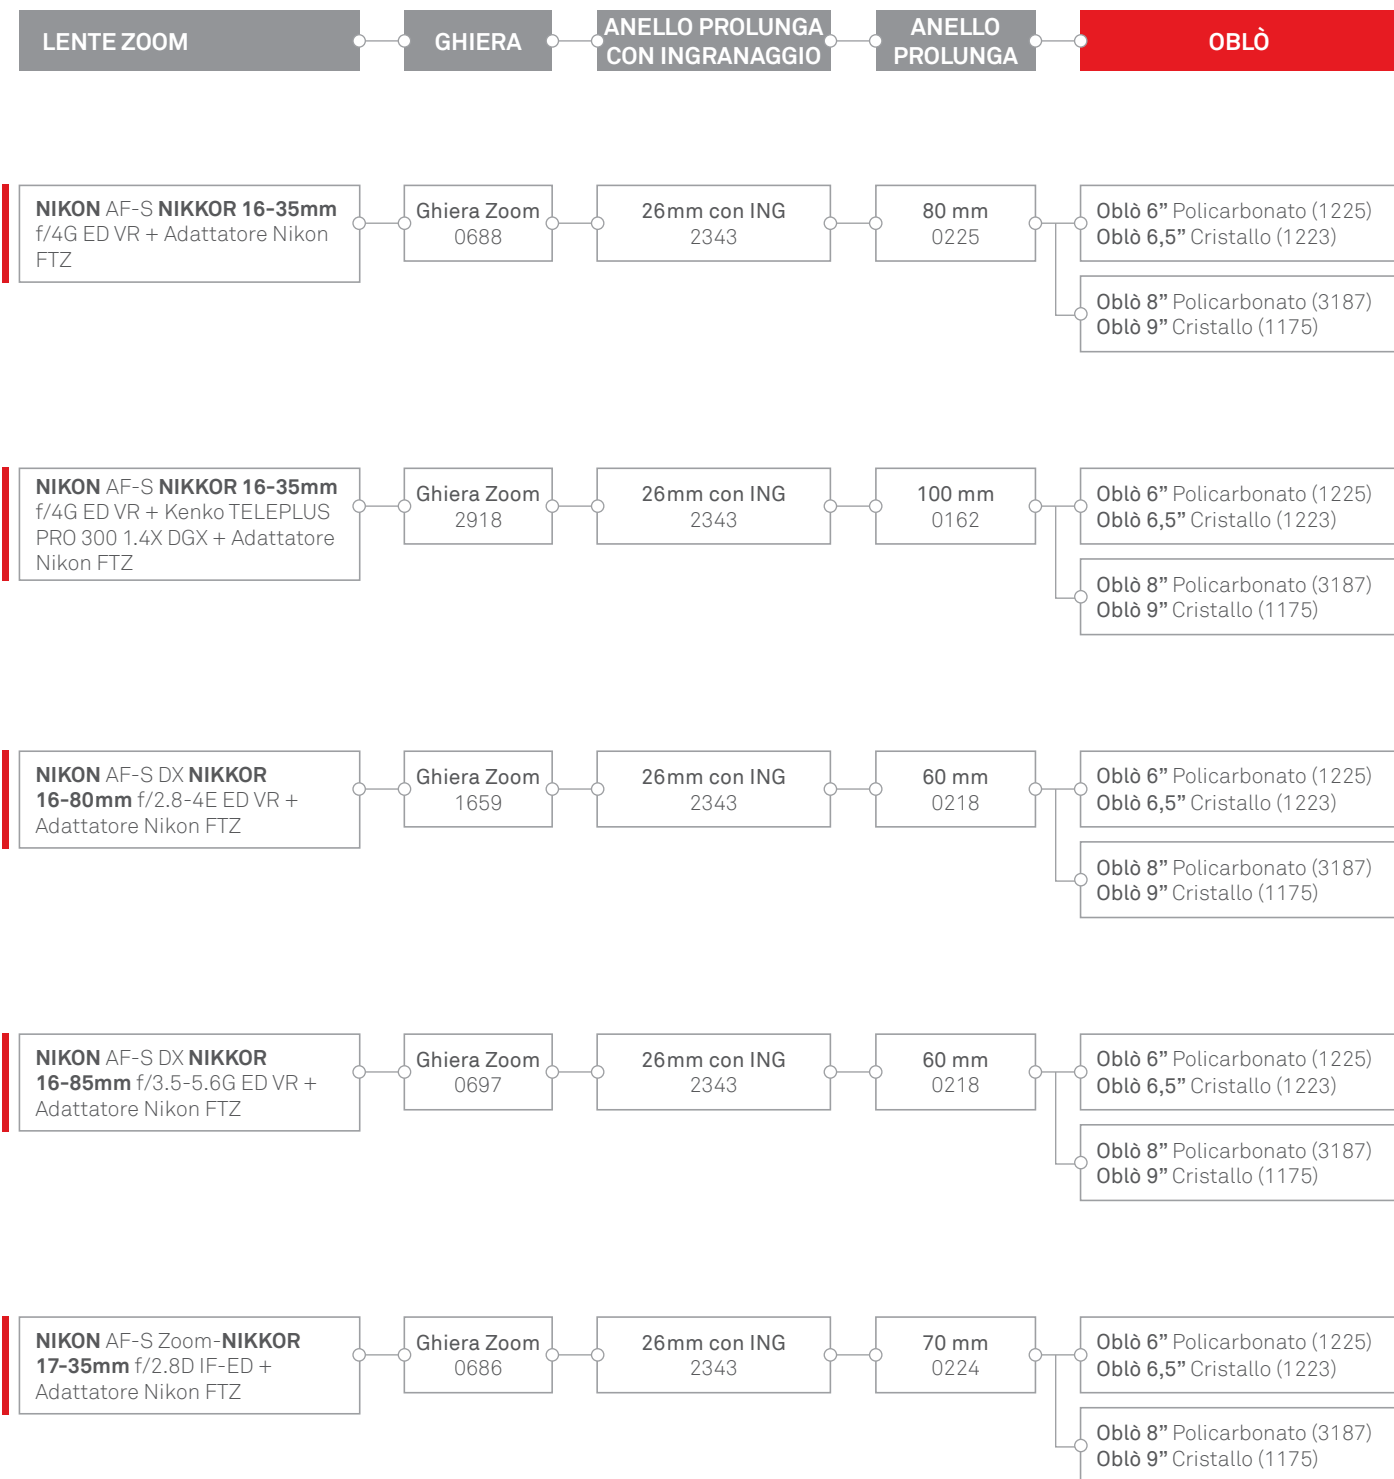 LENTE ZOOM
GHIERA
ANELLO PROLUNGA
CON INGRANAGGIO
ANELLO
PROLUNGA
OBLÒ
NIKON AF-S NIKKOR 16-35mm
f/4G ED VR + Adattatore Nikon
FTZ
Ghiera Zoom
0688
26mm con ING
2343
80 mm
0225
Oblò 6” Policarbonato (1225)
Oblò 6,5” Cristallo (1223)
Oblò 8” Policarbonato (3187)
Oblò 9” Cristallo (1175)
NIKON AF-S NIKKOR 16-35mm
f/4G ED VR + Kenko TELEPLUS
PRO 300 1.4X DGX + Adattatore
Nikon FTZ
Ghiera Zoom
2918
26mm con ING
2343
100 mm
0162
Oblò 6” Policarbonato (1225)
Oblò 6,5” Cristallo (1223)
Oblò 8” Policarbonato (3187)
Oblò 9” Cristallo (1175)
NIKON AF-S DX NIKKOR
16-80mm f/2.8-4E ED VR +
Adattatore Nikon FTZ
Ghiera Zoom
1659
26mm con ING
2343
60 mm
0218
Oblò 6” Policarbonato (1225)
Oblò 6,5” Cristallo (1223)
Oblò 8” Policarbonato (3187)
Oblò 9” Cristallo (1175)
NIKON AF-S DX NIKKOR
16-85mm f/3.5-5.6G ED VR +
Adattatore Nikon FTZ
Ghiera Zoom
0697
26mm con ING
2343
60 mm
0218
Oblò 6” Policarbonato (1225)
Oblò 6,5” Cristallo (1223)
Oblò 8” Policarbonato (3187)
Oblò 9” Cristallo (1175)
NIKON AF-S Zoom-NIKKOR
17-35mm f/2.8D IF-ED +
Adattatore Nikon FTZ
Ghiera Zoom
0686
26mm con ING
2343
70 mm
0224
Oblò 6” Policarbonato (1225)
Oblò 6,5” Cristallo (1223)
Oblò 8” Policarbonato (3187)
Oblò 9” Cristallo (1175)